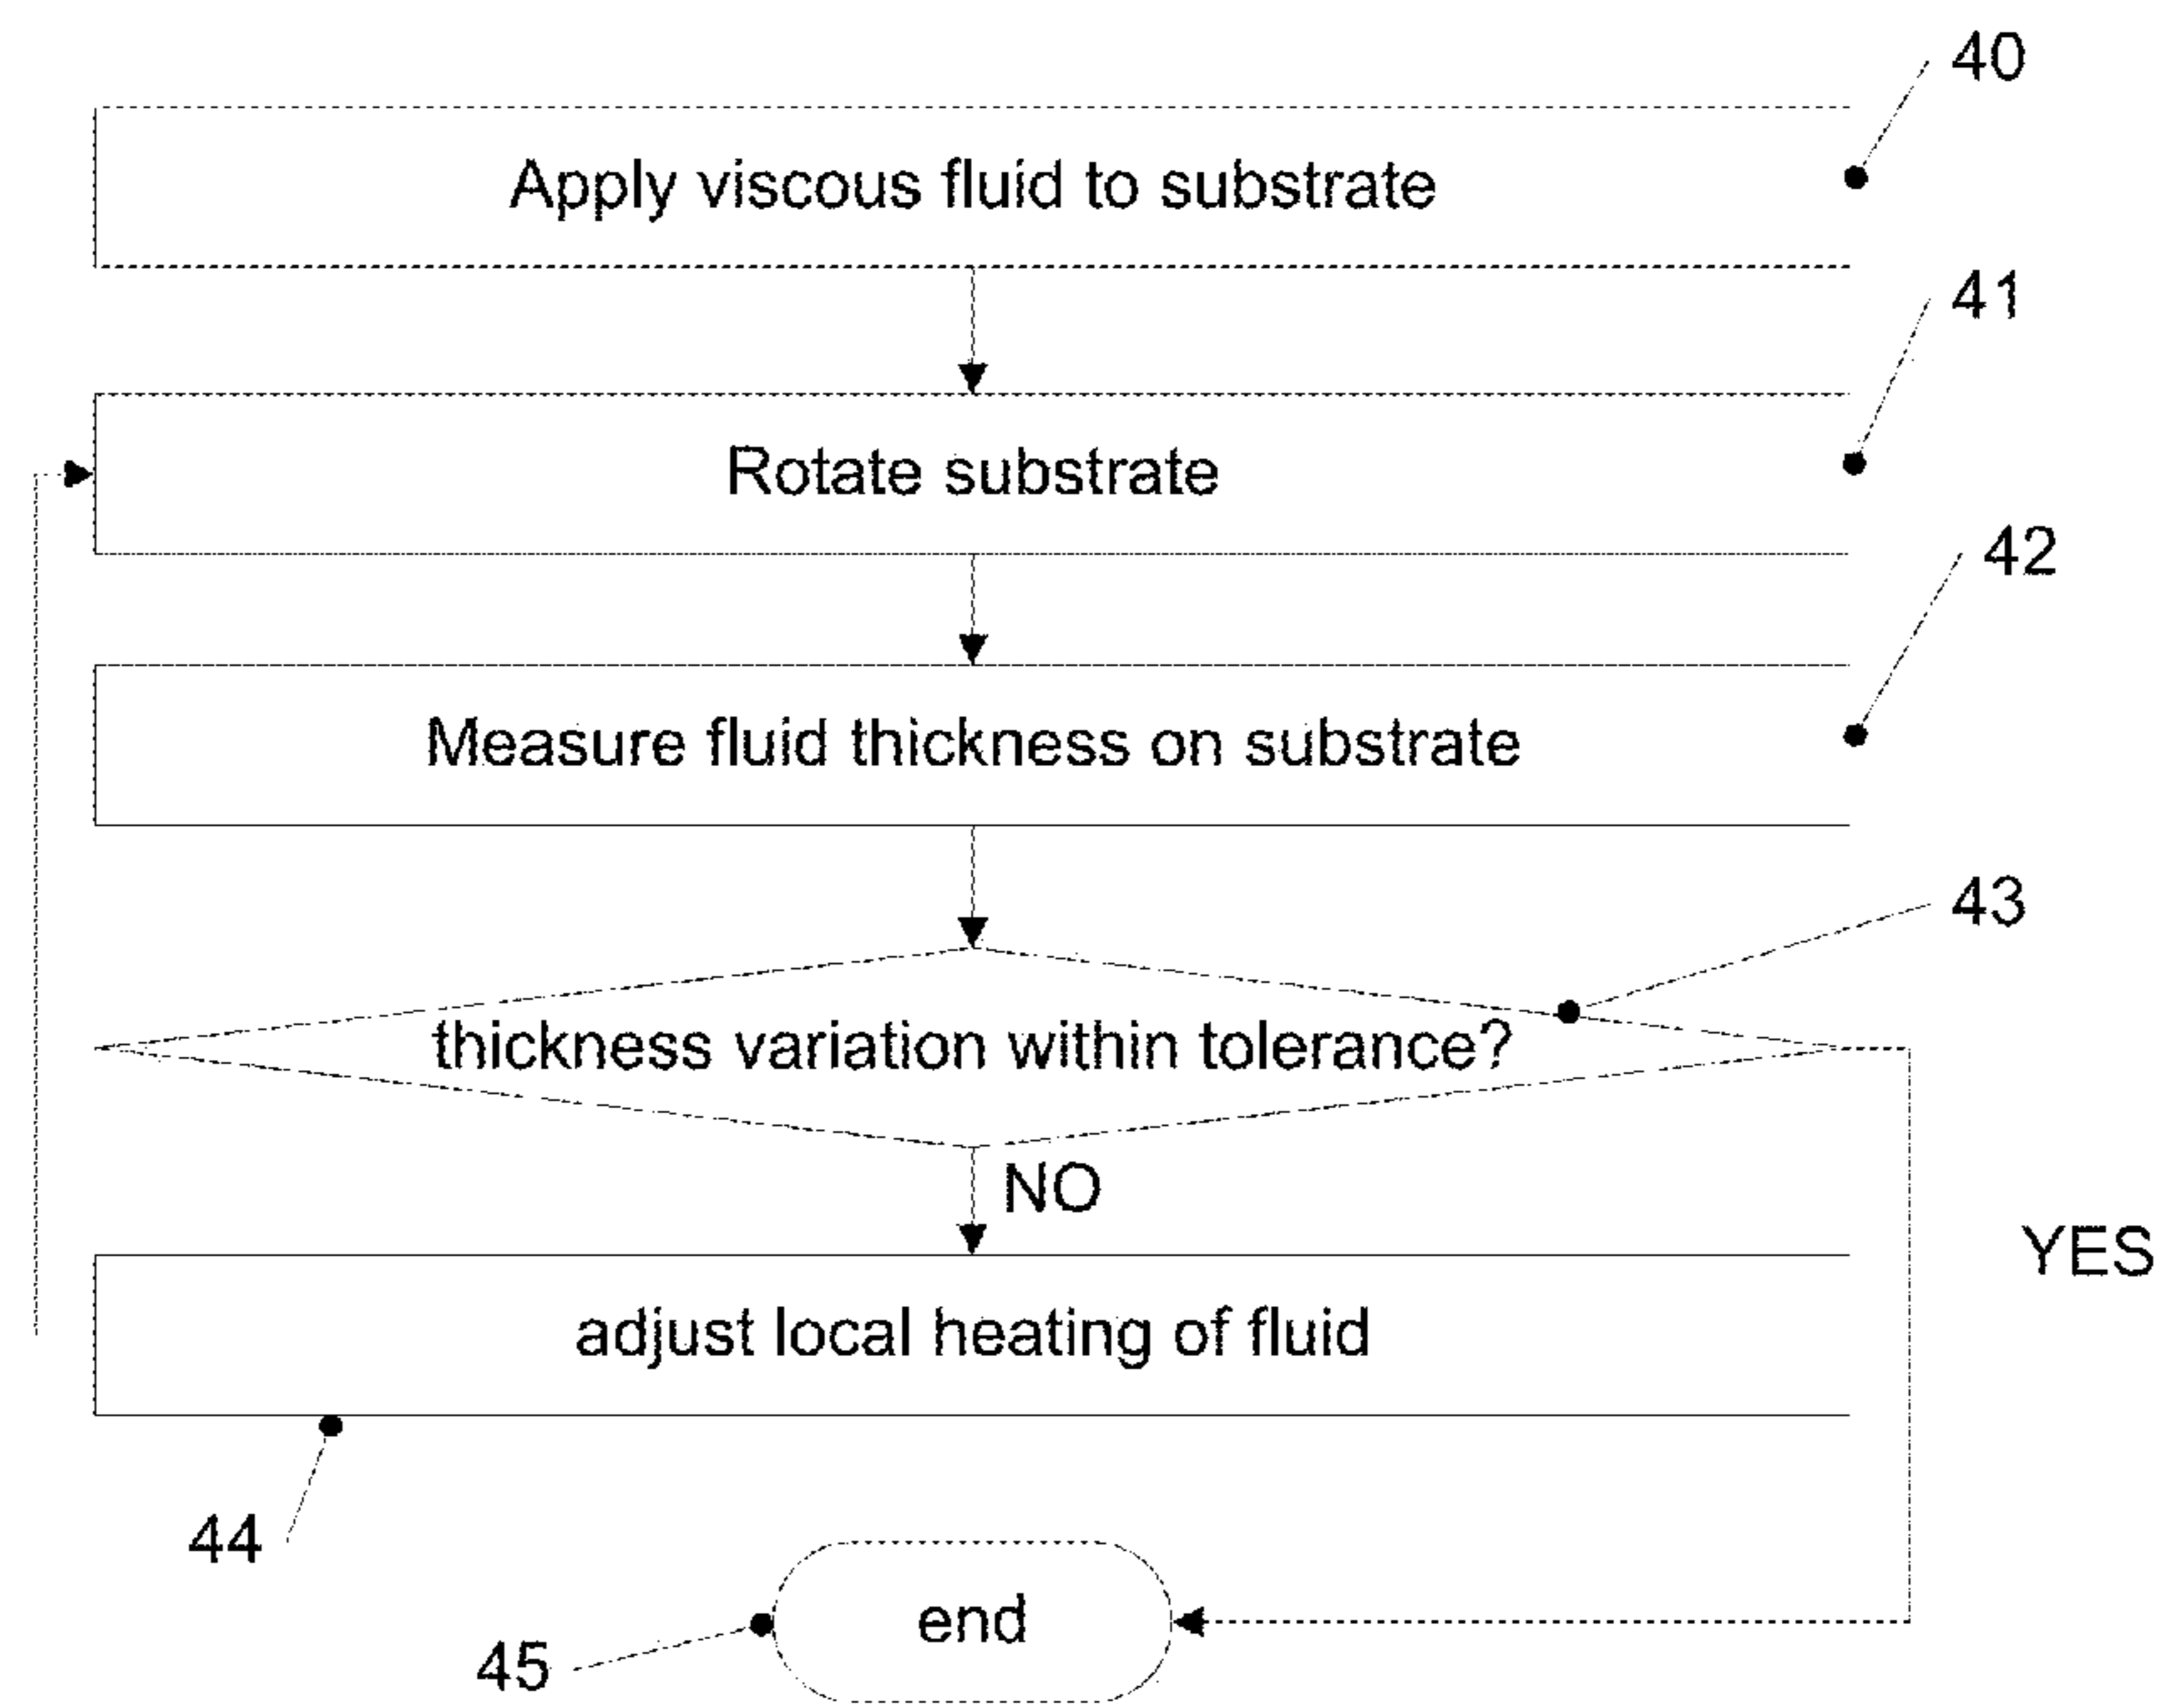 40
Apply viscous fluid to substrate
41
Rotate substrate
42
Measure fluid thickness on substrate
43
thickness variation within tolerance?
NO
YES
adjust local heating of fluid
44
end
45